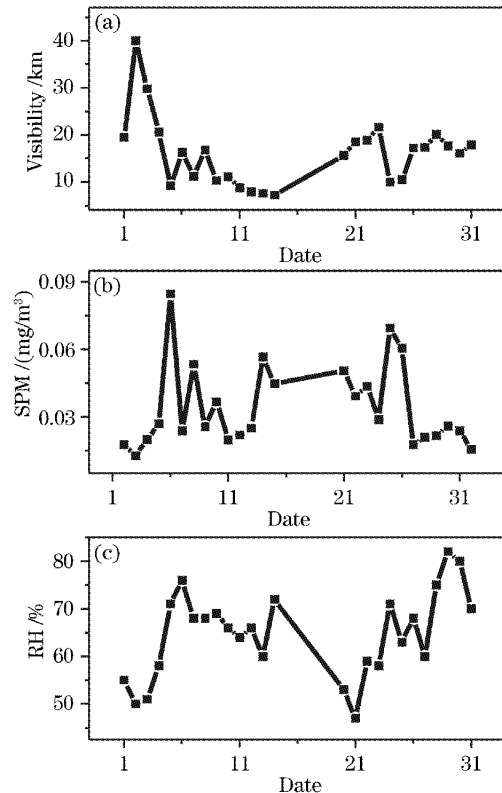 (a)
Visibility /km
40
30
20
10
1 11 21 31
Date
(b)
SPM /(mg/m³)
0.09
0.06
0.03
1 11 21 31
Date
(c)
RH /%
80
70
60
50
1 11 21 31
Date